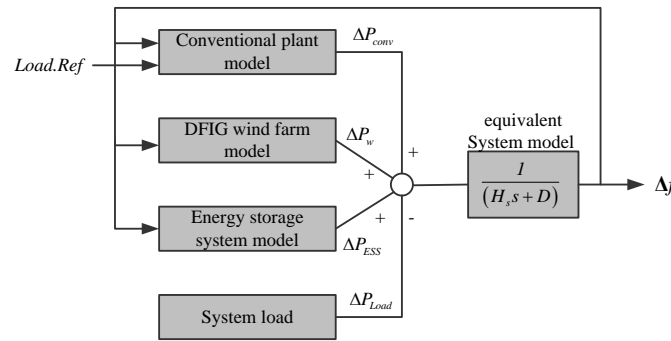 Conventional plant
model
ΔP_conv
Load.Ref
DFIG wind farm
model
ΔP_w
equivalent
System model
+
+
1
(H_s s + D)
Energy storage
system model
+
-
ΔP_ESS
System load
ΔP_Load